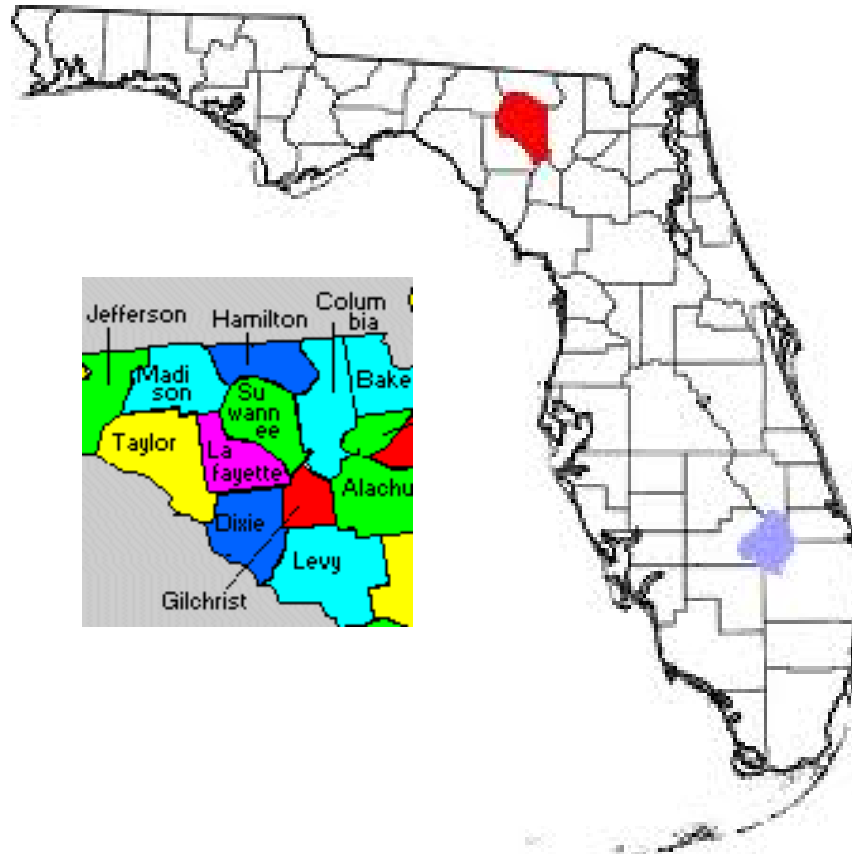 Colum
bia
Jefferson
Hamilton
Madi
son
Bake
Su
wann
ee
Taylor
La
fayette
Alachu
Dixie
Levy
Gilchrist